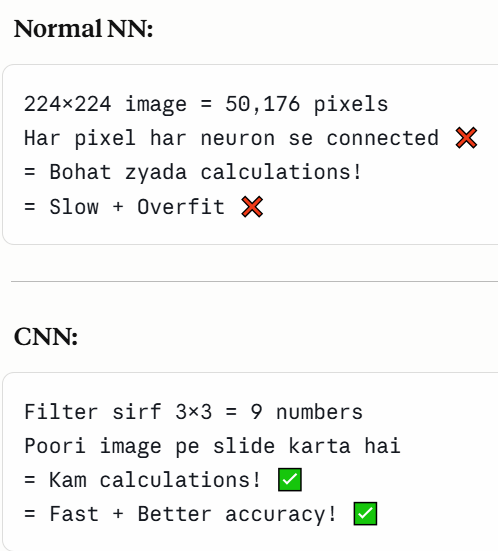 Normal NN:
224×224 image = 50,176 pixels
Har pixel har neuron se connected ❌
= Bohat zyada calculations!
= Slow + Overfit ❌
CNN:
Filter sirf 3×3 = 9 numbers
Poori image pe slide karta hai
= Kam calculations! ✅
= Fast + Better accuracy! ✅